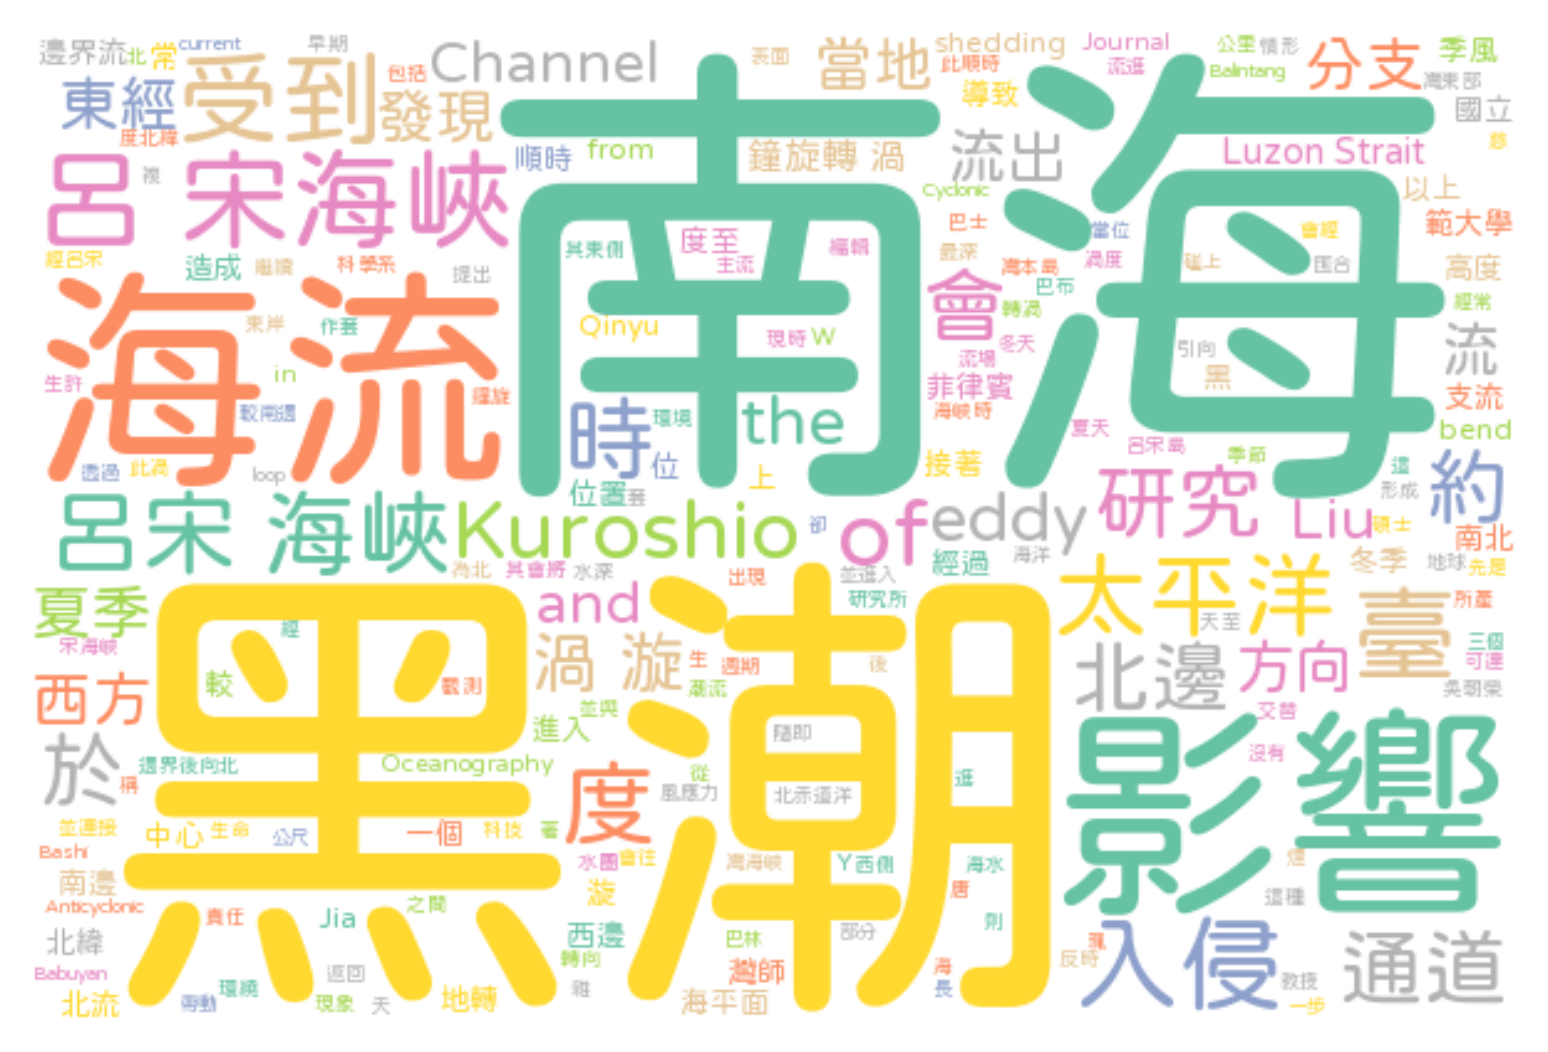 邊界流 北 常 current 早期 表面 shedding Journal 公里 情形 季風
受到 包括 Channel 當地 此順時 流進 Balintang 分支 灣東部
東經 發現 導致 國立
度北緯 順時 from 鐘旋轉 渦 流出 Luzon Strait
南海
呂 宋海峽 複 Cyclonic 以上
其東側 度至 編輯 巴士 當位 會經 範大學
經呂宋 造成 繼續 科學系 提出 主流 最深 灣本島 渦度 碰上 高度
會 巴布 經常
海流 東岸 作套 Qinyu 現時 W 轉渦 流
in 流場 冬天 引向
生許 較南邊 鐘旋 菲律賓 黑 支流
時 環境 the 海峽時 夏天 呂宋島 bend
透過 此渦 loop 位 上 接著 季節 這
位置 套 研究 形成 約
呂宋 海峽 Kuroshio 卻 of eddy Liu 碩士 南北
為北 其會將 水深 出現 並進入 經過 海洋 太平洋 冬季 地球 先是
夏季 and 研究所 天至 臺 所產
黑潮
宋海峽 經 渦 漩 生 週期 後 北邊 方向 三個
可達
西方 較 觀測 潮流 交替 吳朝榮
並與 進入 隨即 影響
於 邊界後向北 Oceanography 從 進 沒有
稱 風應力 北赤道洋
並連接 中心 生命 公尺 一個 科技 著 度
Bashi 水團 會往 灣海峽 Y 西側 海水
南邊 漩 唐 這種
Anticyclonic 責任 Jia 之間 則
北緯 西邊 巴林 部分 入侵 通道
Babuyan 返回 轉向 灣師 海 反時
北流 環繞 現象 天 地轉 海平面 長 教授
一步